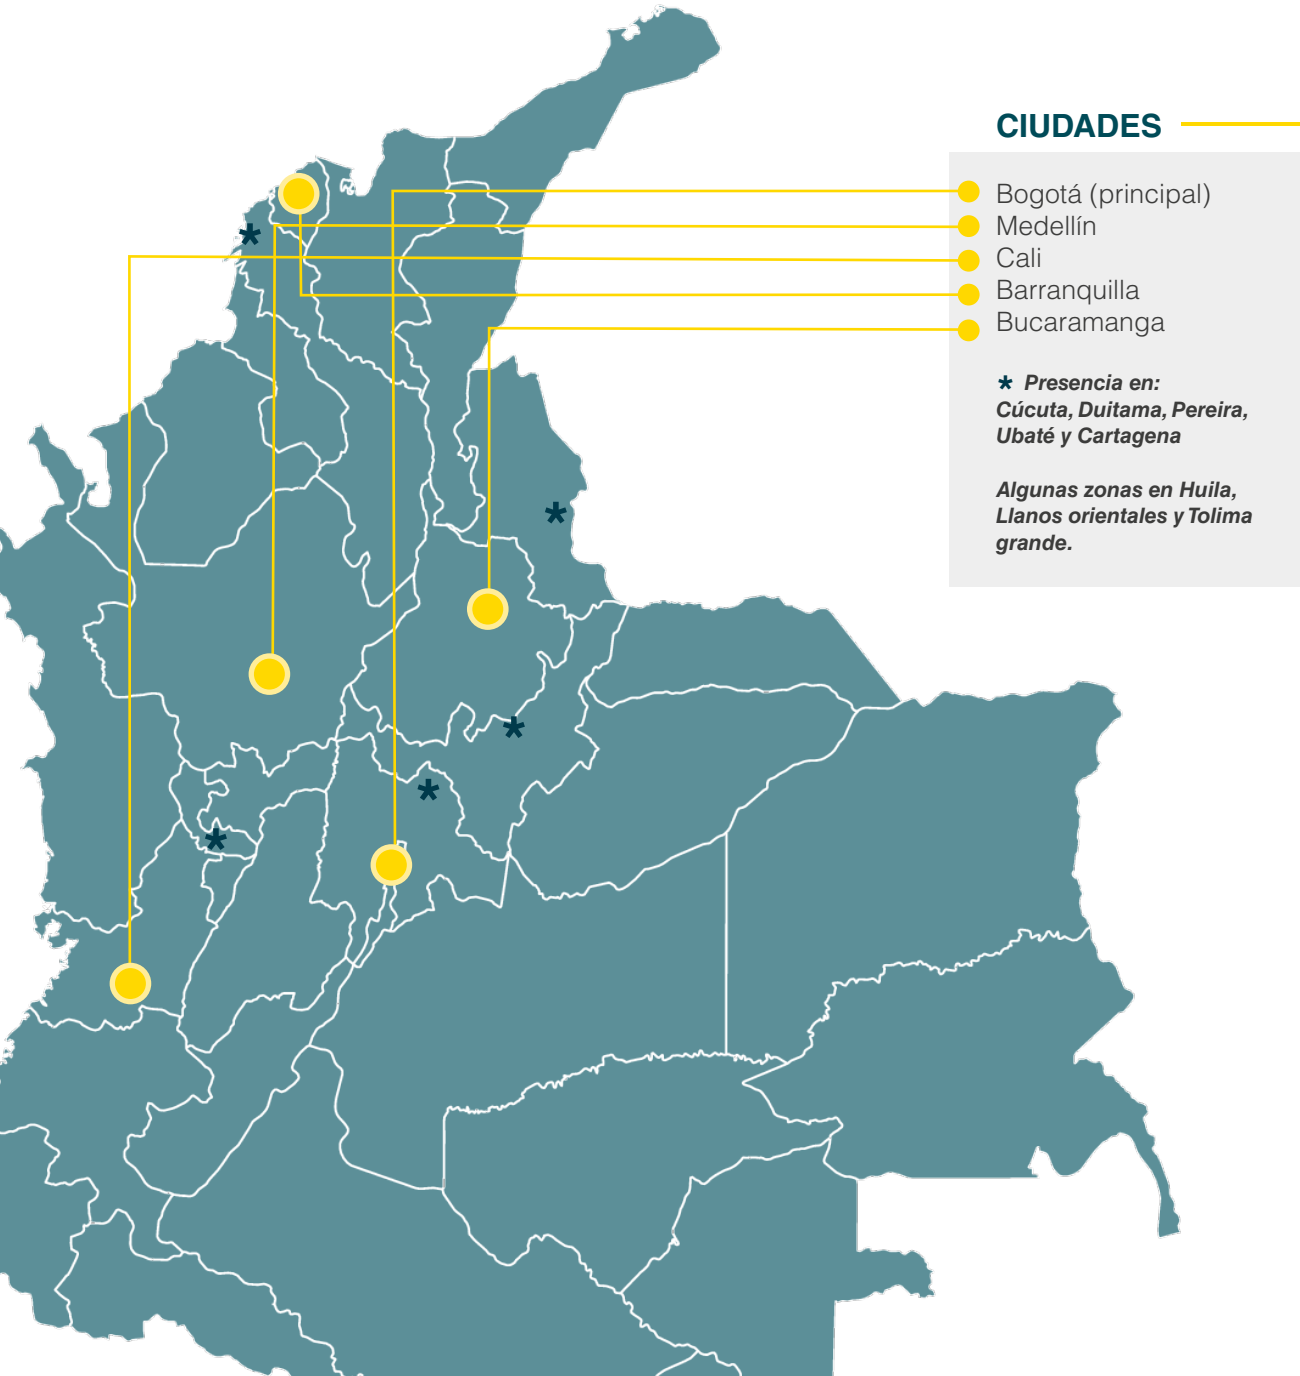 CIUDADES
Bogotá (principal)
Medellín
Cali
Barranquilla
Bucaramanga
* Presencia en:
Cúcuta, Duitama, Pereira,
Ubaté y Cartagena
Algunas zonas en Huila,
Llanos orientales y Tolima
grande.
*
*
*
*
*